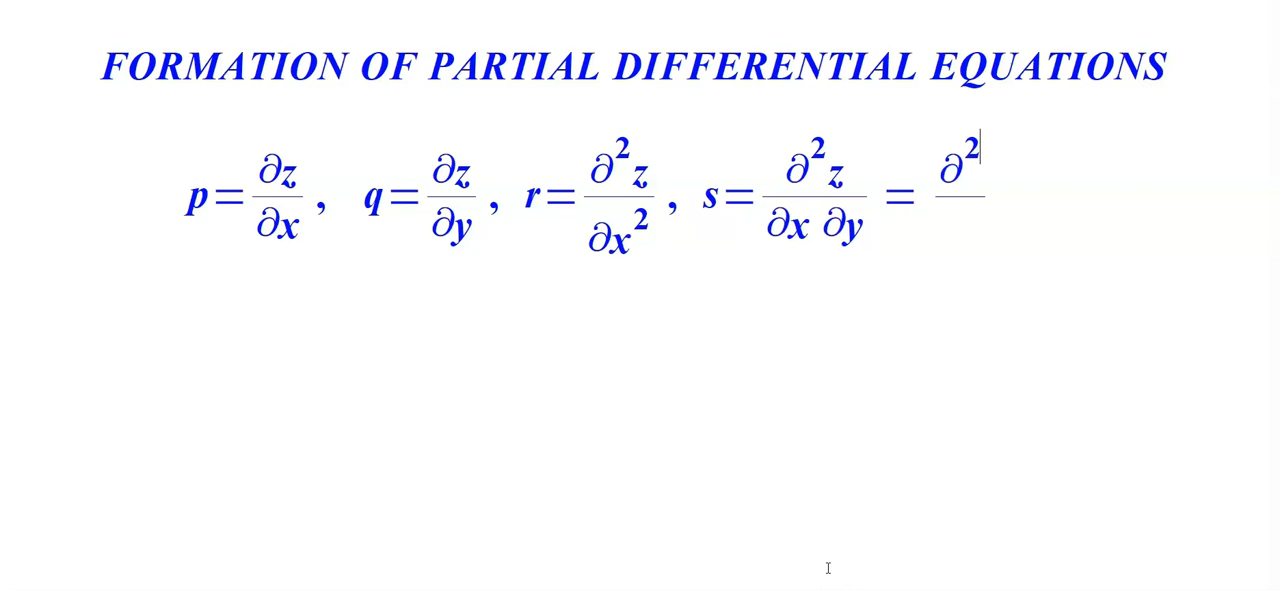 FORMATION OF PARTIAL DIFFERENTIAL EQUATIONS
p = ∂z/∂x , q = ∂z/∂y , r = ∂²z/∂x² , s = ∂²z/∂x ∂y = ∂²